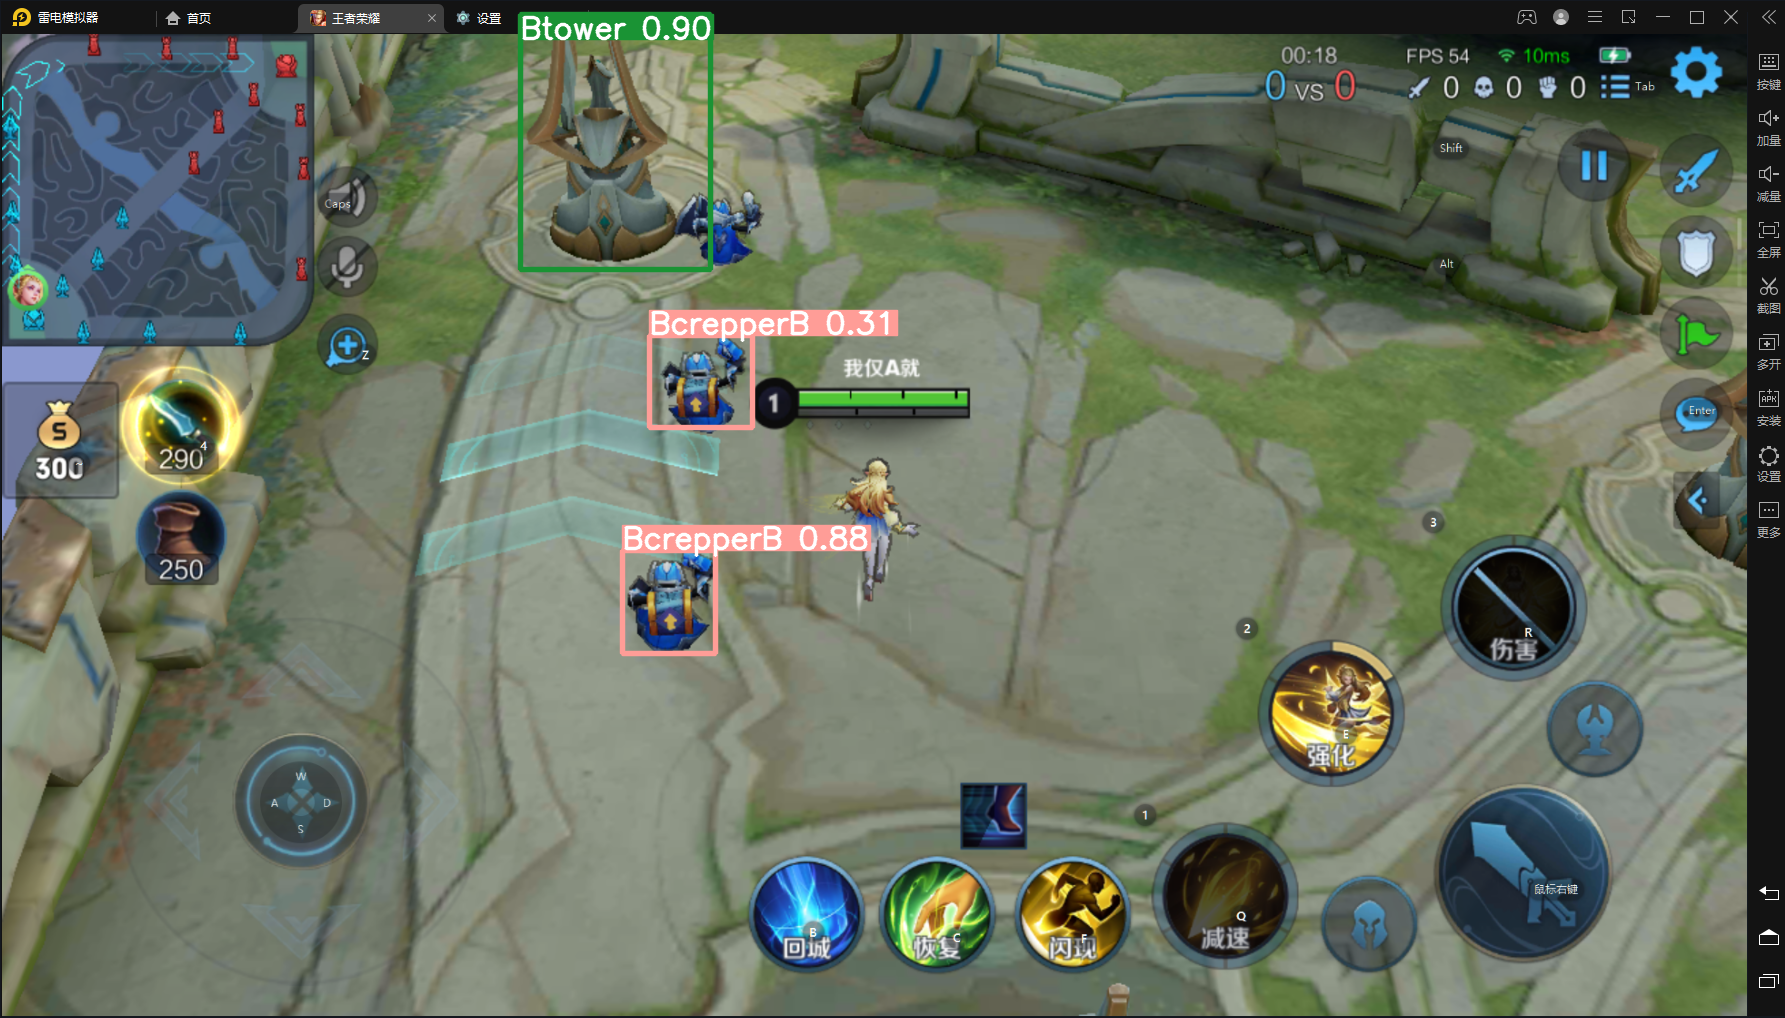 雷电模拟器 首页 王者荣耀 设置
Btower 0.90
00:18 FPS 54 10ms
0 VS 0 0 0 0 Tab
按键
加量
减量
全屏
截图
多开
安装
设置
更多
APK
Shift
Caps
Alt
Z
Enter
BcrepperB 0.31
我仅A就
1
S
300
4
290
250
BcrepperB 0.88
3
R
伤害
2
E
强化
W
A D
S
1
B
回城
C
恢复
F
闪现
Q
减速
鼠标右键